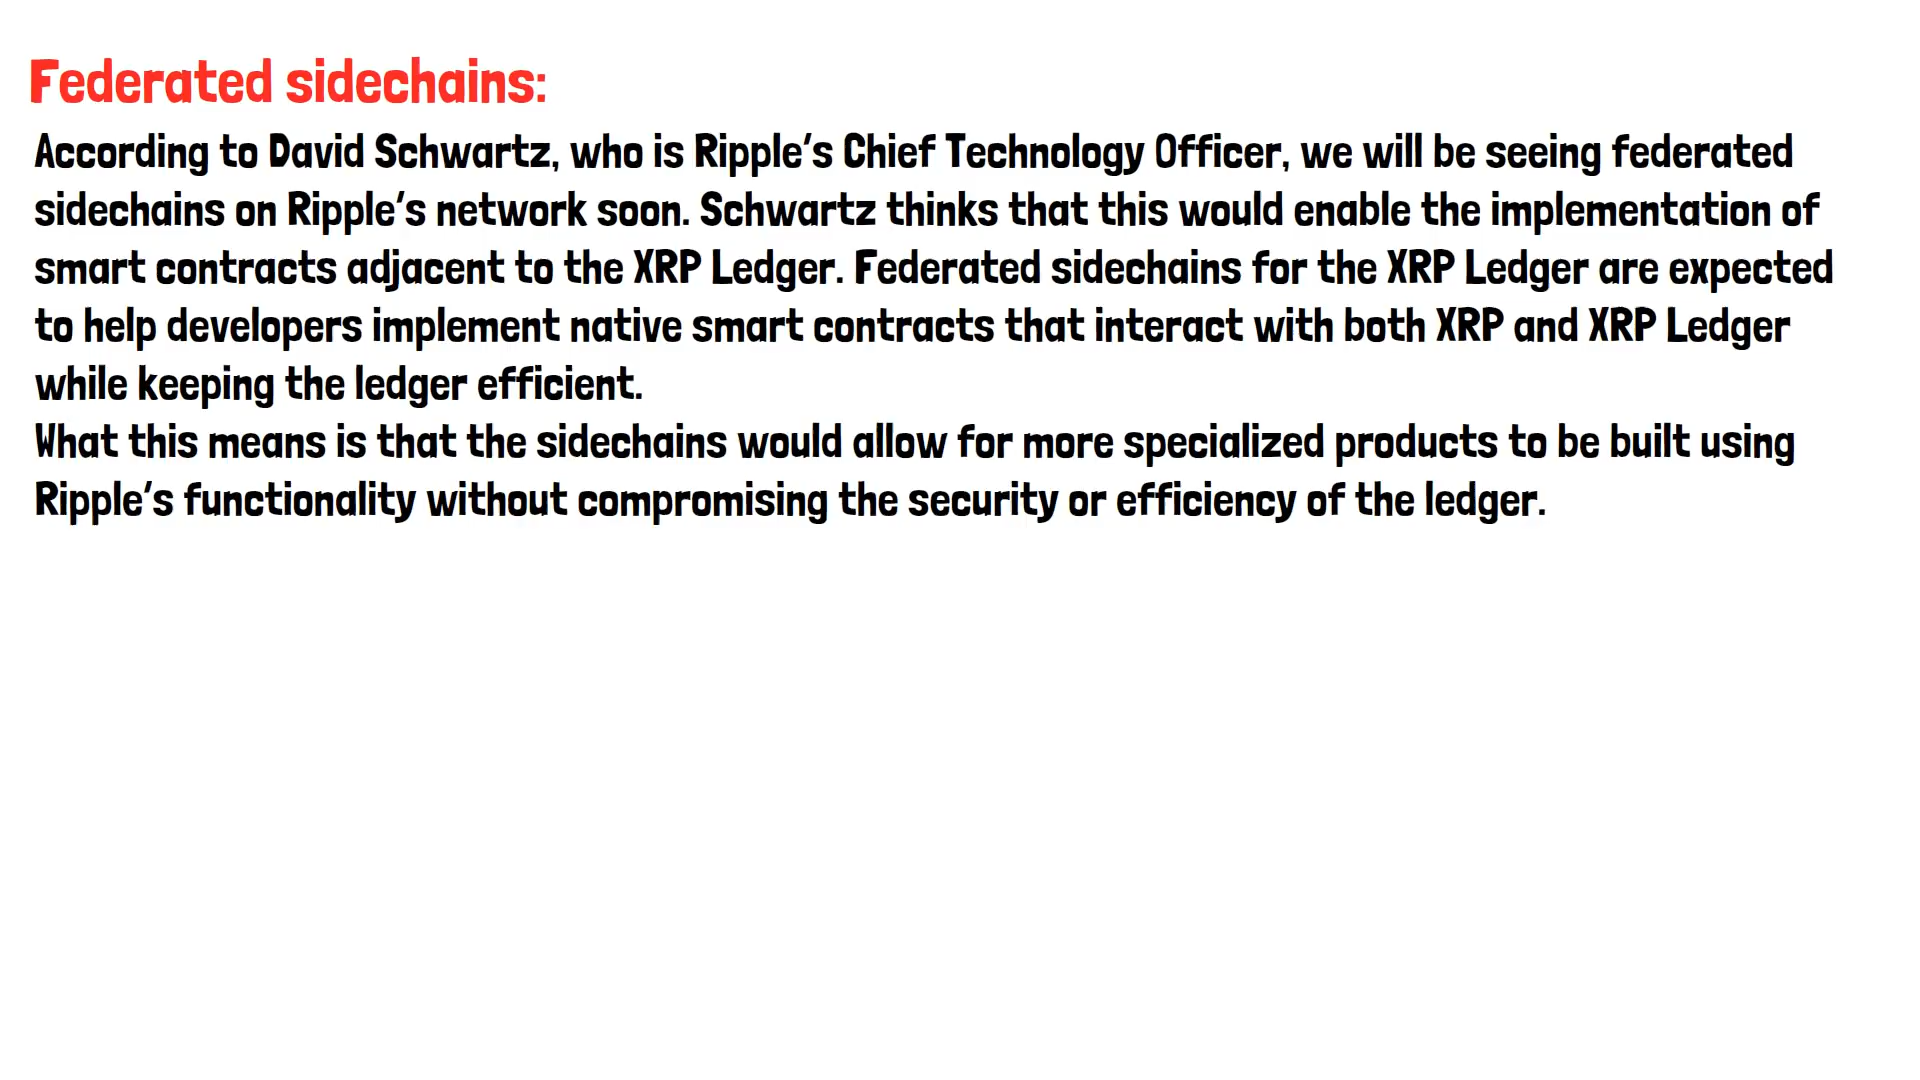 Federated sidechains:
According to David Schwartz, who is Ripple's Chief Technology Officer, we will be seeing federated
sidechains on Ripple's network soon. Schwartz thinks that this would enable the implementation of
smart contracts adjacent to the XRP Ledger. Federated sidechains for the XRP Ledger are expected
to help developers implement native smart contracts that interact with both XRP and XRP Ledger
while keeping the ledger efficient.
What this means is that the sidechains would allow for more specialized products to be built using
Ripple's functionality without compromising the security or efficiency of the ledger.